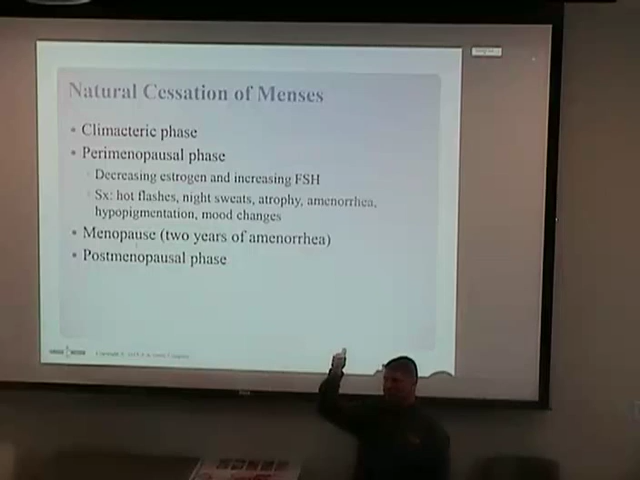 Natural Cessation of Menses
• Climacteric phase
• Perimenopausal phase
Decreasing estrogen and increasing FSH
Sx: hot flashes, night sweats, atrophy, amenorrhea,
hypopigmentation, mood changes
• Menopause (two years of amenorrhea)
• Postmenopausal phase